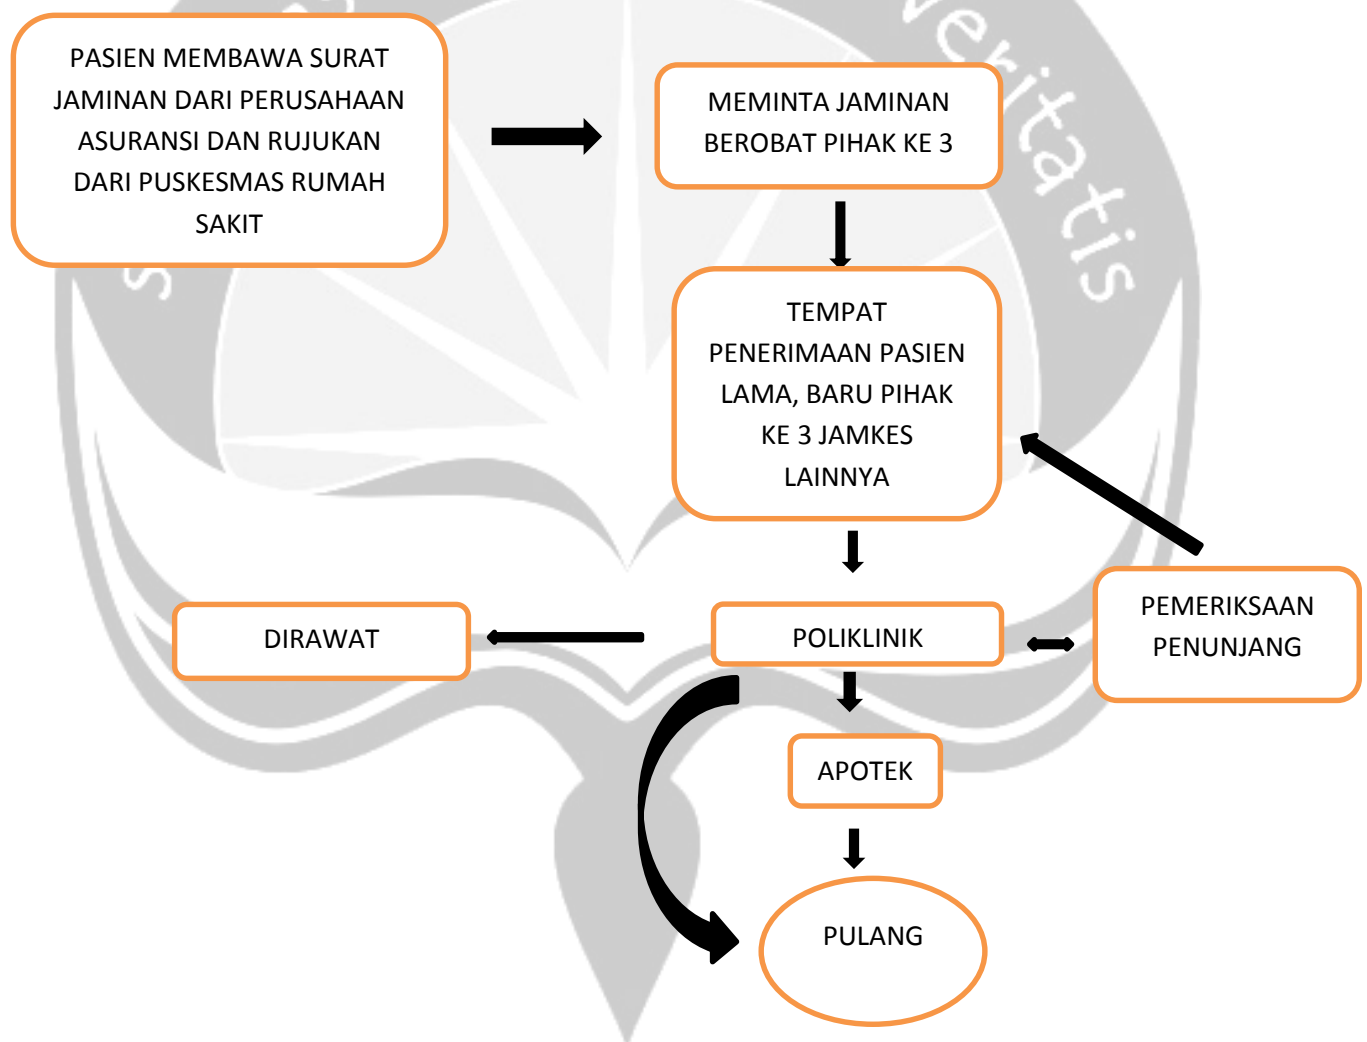 PASIEN MEMBAWA SURAT
JAMINAN DARI PERUSAHAAN
ASURANSI DAN RUJUKAN
DARI PUSKESMAS RUMAH
SAKIT
MEMINTA JAMINAN
BEROBAT PIHAK KE 3
TEMPAT
PENERIMAAN PASIEN
LAMA, BARU PIHAK
KE 3 JAMKES
LAINNYA
DIRAWAT
POLIKLINIK
PEMERIKSAAN
PENUNJANG
APOTEK
PULANG
veritatis